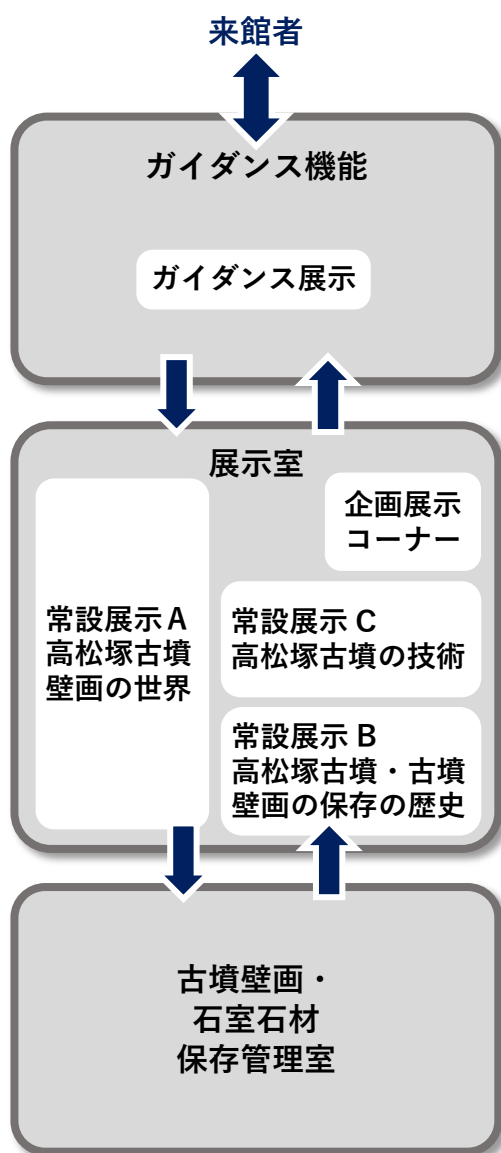 来館者
ガイダンス機能
ガイダンス展示
展示室
企画展示
コーナー
常設展示 A
高松塚古墳
壁画の世界
常設展示 C
高松塚古墳の技術
常設展示 B
高松塚古墳・古墳
壁画の保存の歴史
古墳壁画・
石室石材
保存管理室